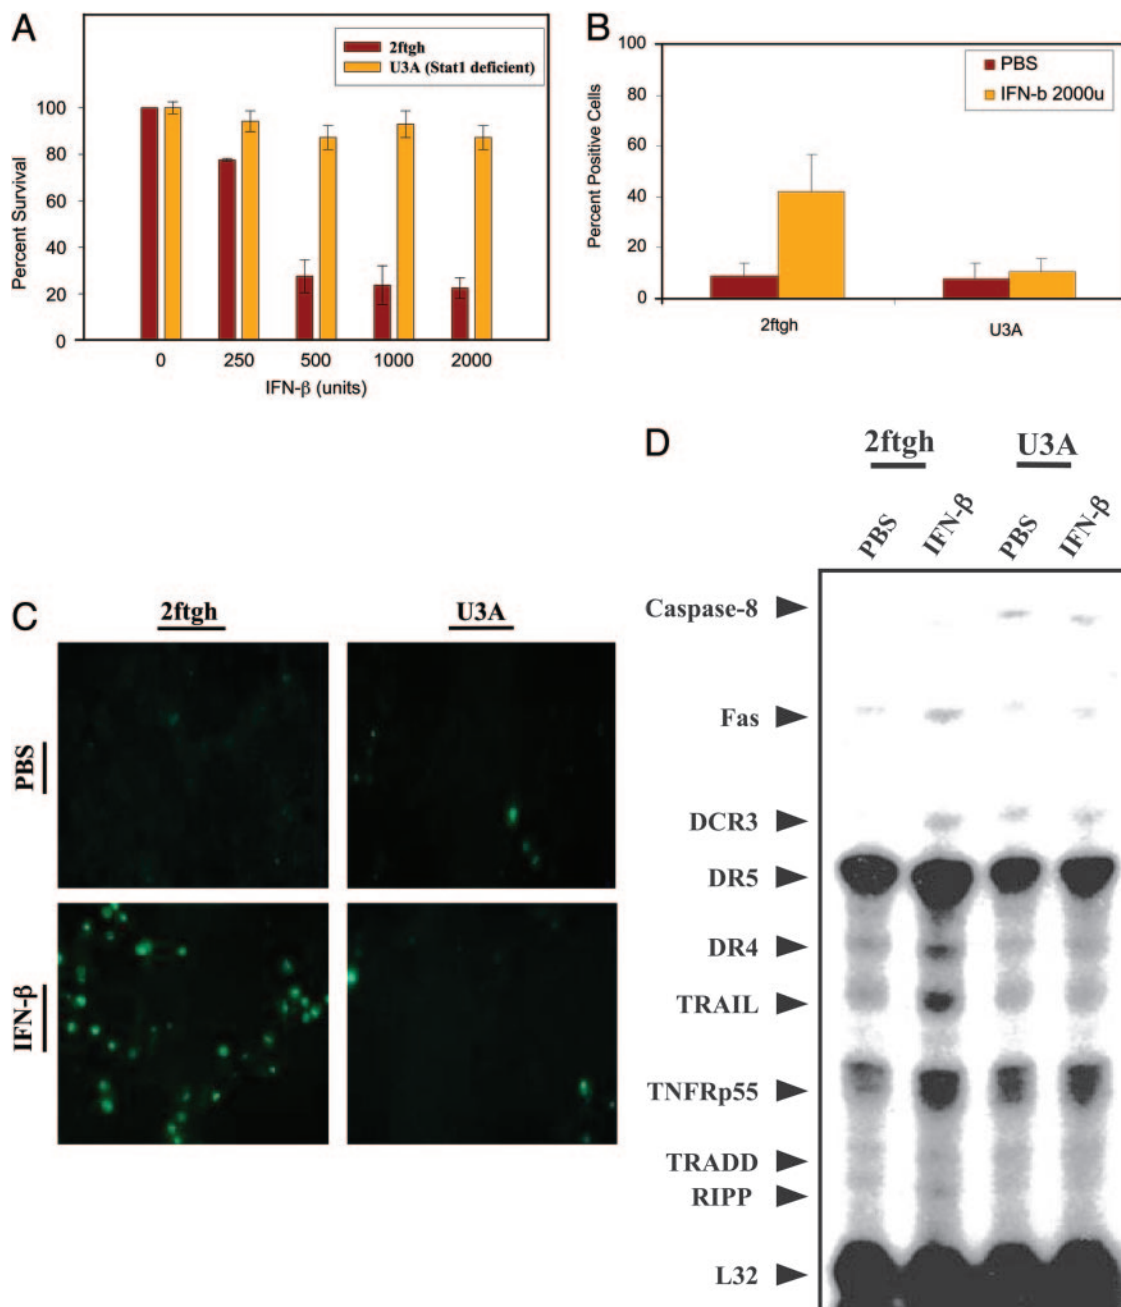 A
2ftgh
U3A (Stat1 deficient)
Percent Survival
100
80
60
40
20
0
0 250 500 1000 2000
IFN-β (units)
B
PBS
IFN-b 2000u
Percent Positive Cells
100
80
60
40
20
0
2ftgh U3A
C
2ftgh U3A
PBS
IFN-β
D
2ftgh U3A
PBS IFN-β PBS IFN-β
Caspase-8
Fas
DCR3
DR5
DR4
TRAIL
TNFRp55
TRADD
RIPP
L32